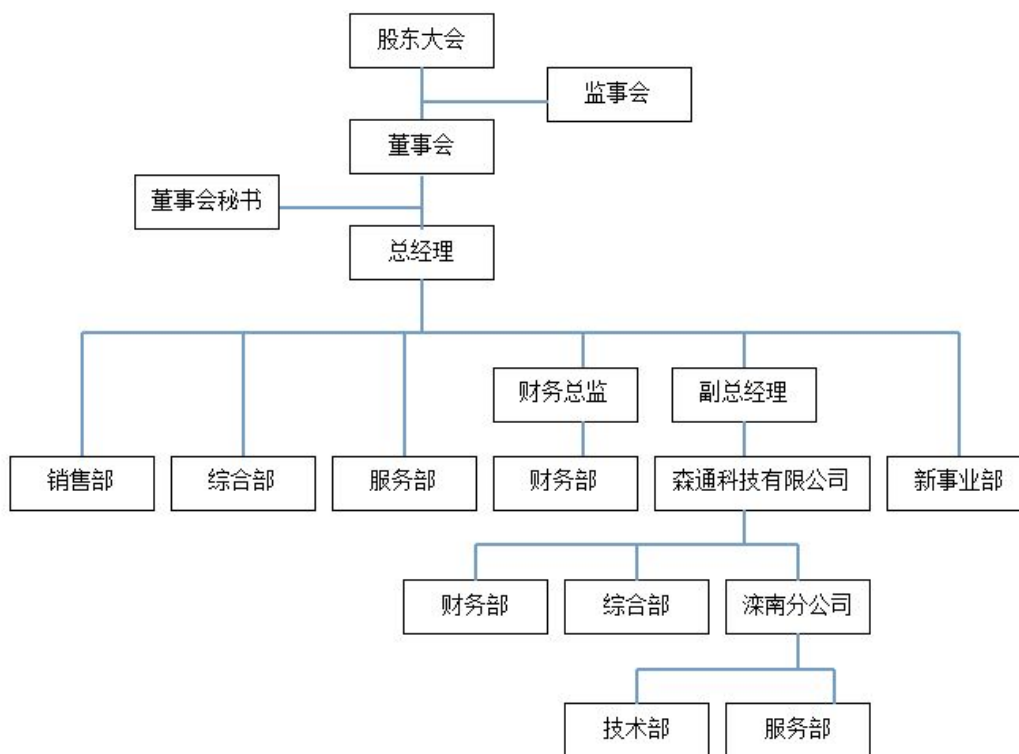 股东大会
监事会
董事会
董事会秘书
总经理
财务总监
副总经理
销售部
综合部
服务部
财务部
森通科技有限公司
新事业部
财务部
综合部
滦南分公司
技术部
服务部